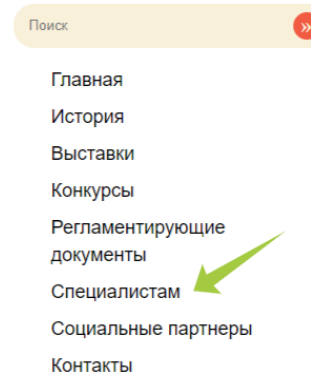 Поиск
»
Главная
История
Выставки
Конкурсы
Регламентирующие
документы
Специалистам
Социальные партнеры
Контакты